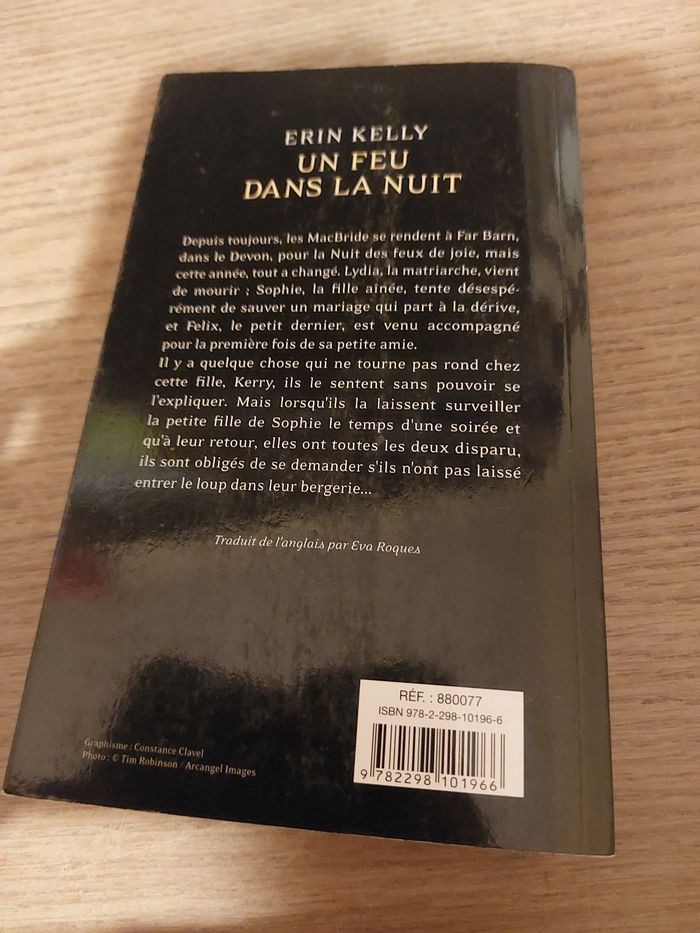 ERIN KELLY
UN FEU
DANS LA NUIT
Depuis toujours, les MacBride se rendent à Far Barn,
dans le Devon, pour la Nuit des feux de joie, mais
cette année, tout a changé. Lydia, la matriarche, vient
de mourir ; Sophie, la fille aînée, tente désespé-
rément de sauver un mariage qui part à la dérive,
et Felix, le petit dernier, est venu accompagné
pour la première fois de sa petite amie.
Il y a quelque chose qui ne tourne pas rond chez
cette fille, Kerry, ils le sentent sans pouvoir se
l'expliquer. Mais lorsqu'ils la laissent surveiller
la petite fille de Sophie le temps d'une soirée et
qu'à leur retour, elles ont toutes les deux disparu,
ils sont obligés de se demander s'ils n'ont pas laissé
entrer le loup dans leur bergerie...
Traduit de l'anglais par Eva Roques
RÉF. : 880077
ISBN 978-2-298-10196-6
9 782298 101966
Graphisme : Constance Clavel
Photo : © Tim Robinson / Arcangel Images